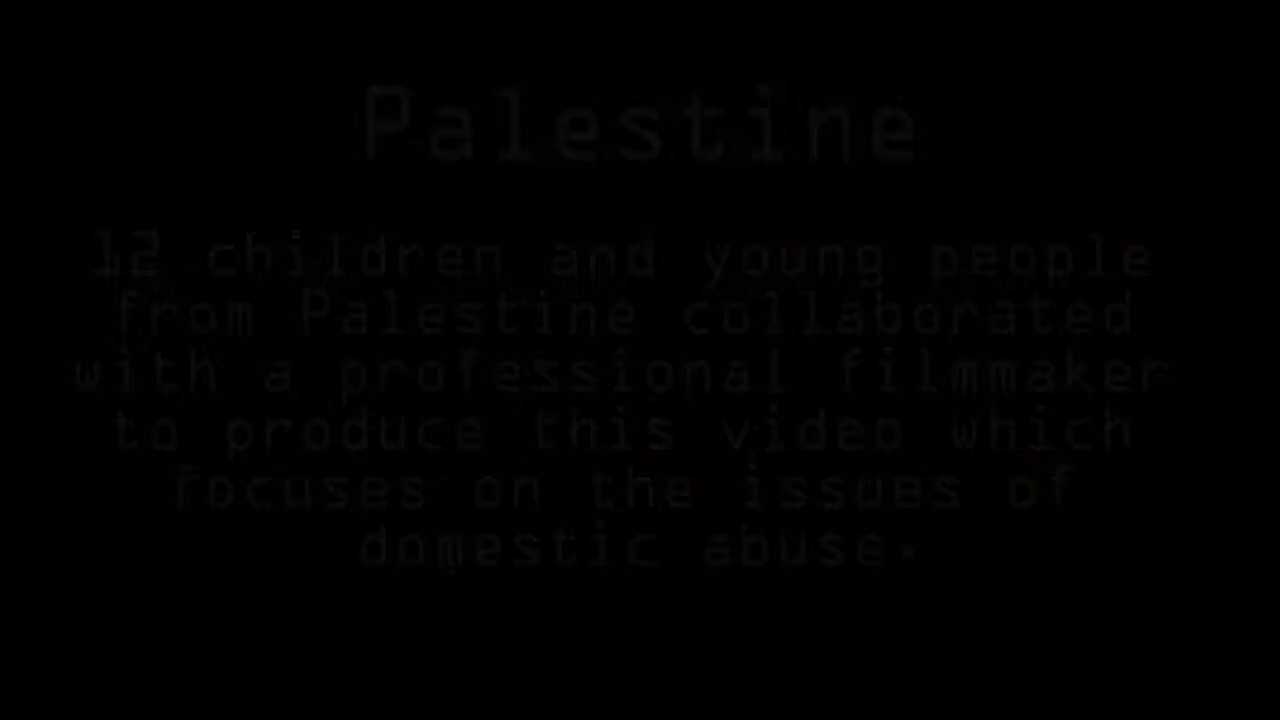 Palestine
12 children and young people
from Palestine collaborated
with a professional filmmaker
to produce this video which
focuses on the issues of
domestic abuse.